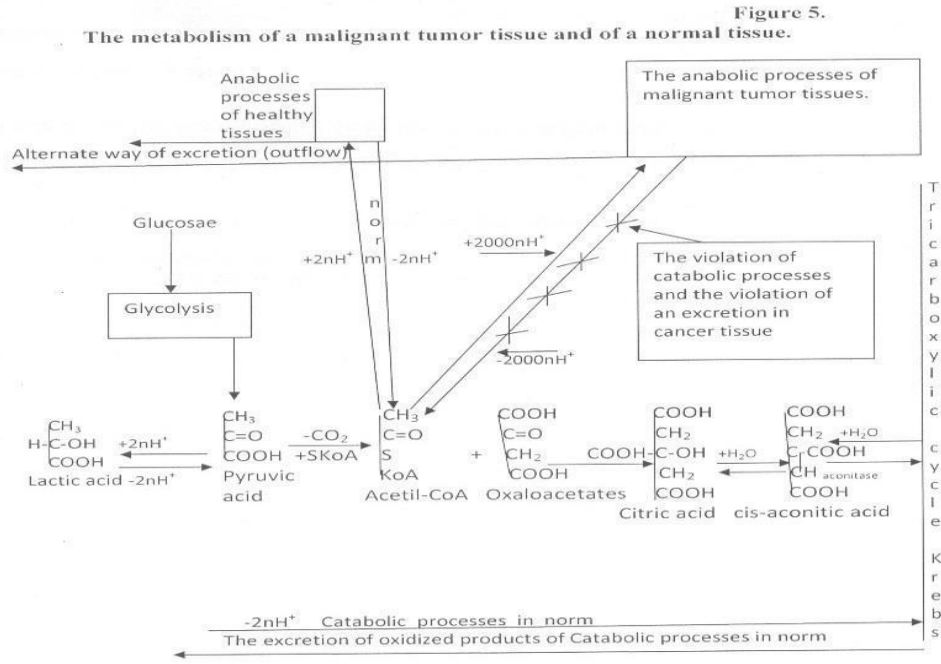 Figure 5.
The metabolism of a malignant tumor tissue and of a normal tissue.
Anabolic
processes
of healthy
tissues
The anabolic processes of
malignant tumor tissues.
Alternate way of excretion (outflow)
norm
+2nH⁺
-2nH⁺
+2000nH⁺
-2000nH⁺
The violation of
catabolic processes
and the violation of
an excretion in
cancer tissue
Glucosae
Glycolysis
CH₃
H-C-OH
COOH
Lactic acid
+2nH⁺
-2nH⁺
CH₃
C=O
COOH
Pyruvic
acid
-CO₂
+SKoA
CH₃
C=O
S
KoA
Acetil-CoA
+
COOH
C=O
CH₂
COOH
Oxaloacetates
COOH
CH₂
COOH-C-OH
CH₂
COOH
Citric acid
+H₂O
COOH
CH₂
C COOH
CH
COOH
cis-aconitic acid
+H₂O
aconitase
Tricarboxylic cycle Krebs
-2nH⁺ Catabolic processes in norm
The excretion of oxidized products of Catabolic processes in norm